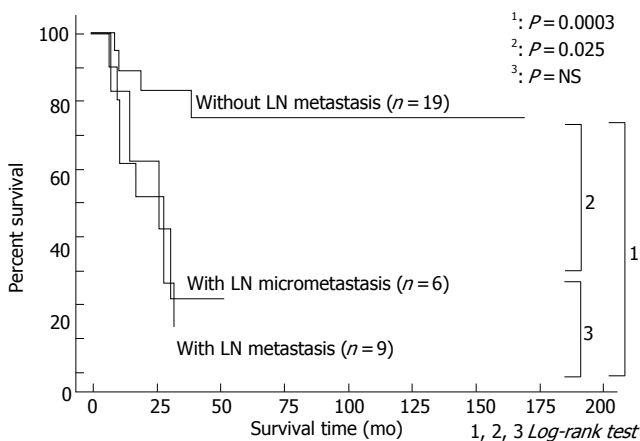 ¹: P = 0.0003
²: P = 0.025
³: P = NS
100
80
60
40
20
0
Percent survival
Without LN metastasis (n = 19)
With LN micrometastasis (n = 6)
With LN metastasis (n = 9)
2
1
3
0 25 50 75 100 125 150 175 200
Survival time (mo)
1, 2, 3 Log-rank test